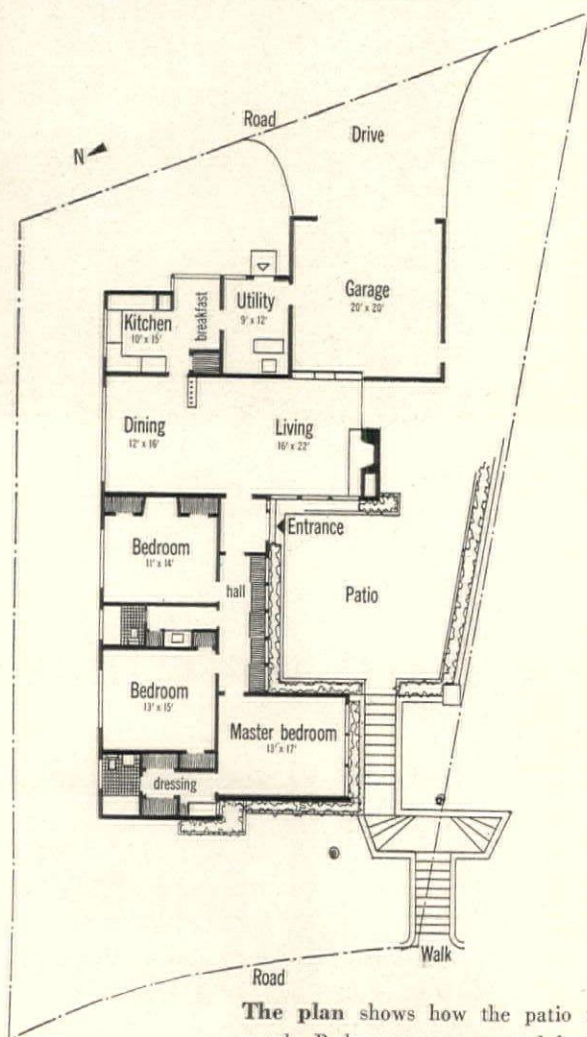 Road
Drive
N
Kitchen
10' x 15'
breakfast
Utility
9' x 12'
Garage
20' x 20'
Dining
12' x 16'
Living
16' x 22'
Entrance
Bedroom
11' x 14'
hall
Patio
Bedroom
13' x 15'
Master bedroom
13' x 17'
dressing
Walk
Road
The plan shows how the patio